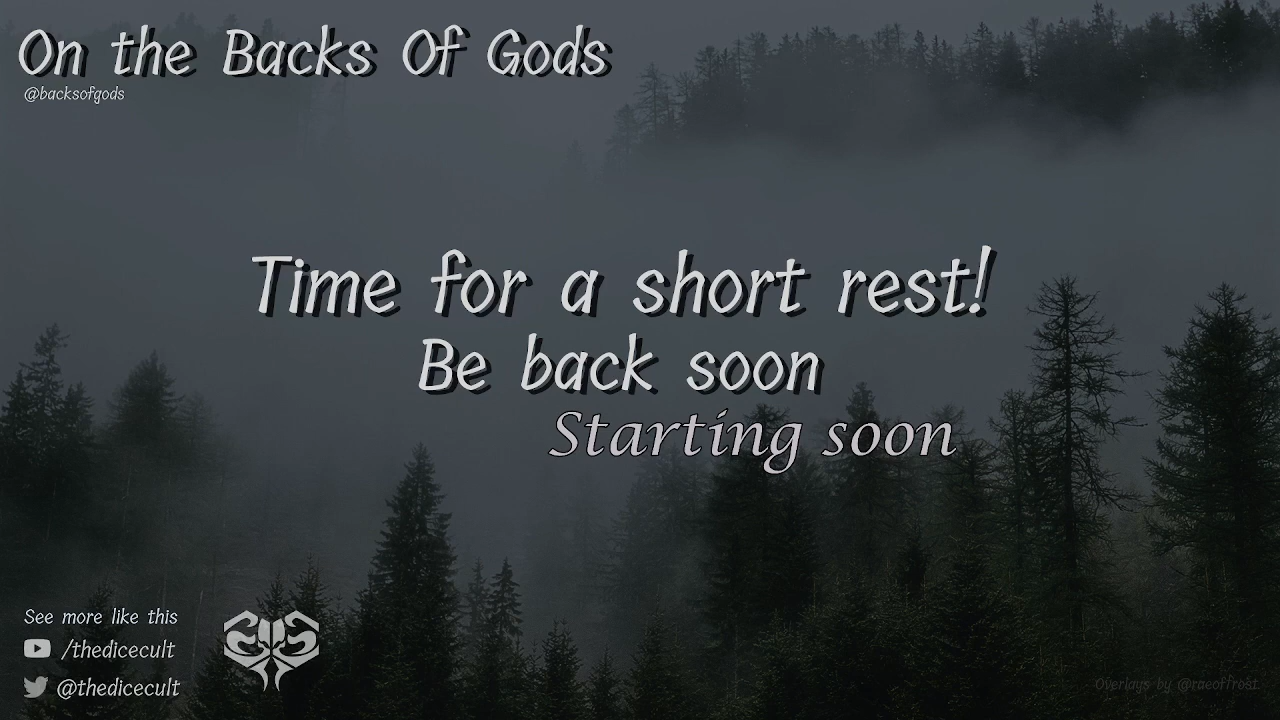 On the Backs Of Gods
@backsofgods
Time for a short rest!
Be back soon
Starting soon
See more like this
/thedicecult
@thedicecult
Overlays by @raeoffrost